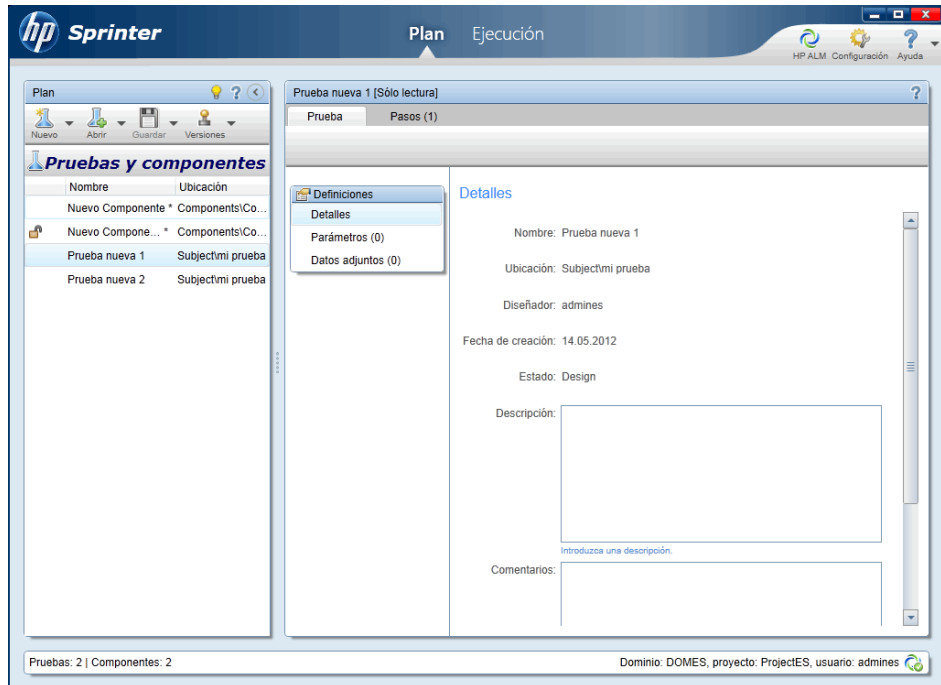 hp Sprinter
Plan Ejecución
HP ALM Configuración Ayuda
Plan
Nuevo Abrir Guardar Versiones
Pruebas y componentes
Nombre Ubicación
Nuevo Componente * Components\Co...
Nuevo Compone... * Components\Co...
Prueba nueva 1 Subject\mi prueba
Prueba nueva 2 Subject\mi prueba
Prueba nueva 1 [Sólo lectura]
Prueba Pasos (1)
Definiciones
Detalles
Parámetros (0)
Datos adjuntos (0)
Detalles
Nombre: Prueba nueva 1
Ubicación: Subject\mi prueba
Diseñador: admines
Fecha de creación: 14.05.2012
Estado: Design
Descripción:
Introduzca una descripción.
Comentarios:
Pruebas: 2 | Componentes: 2
Dominio: DOMES, proyecto: ProjectES, usuario: admines